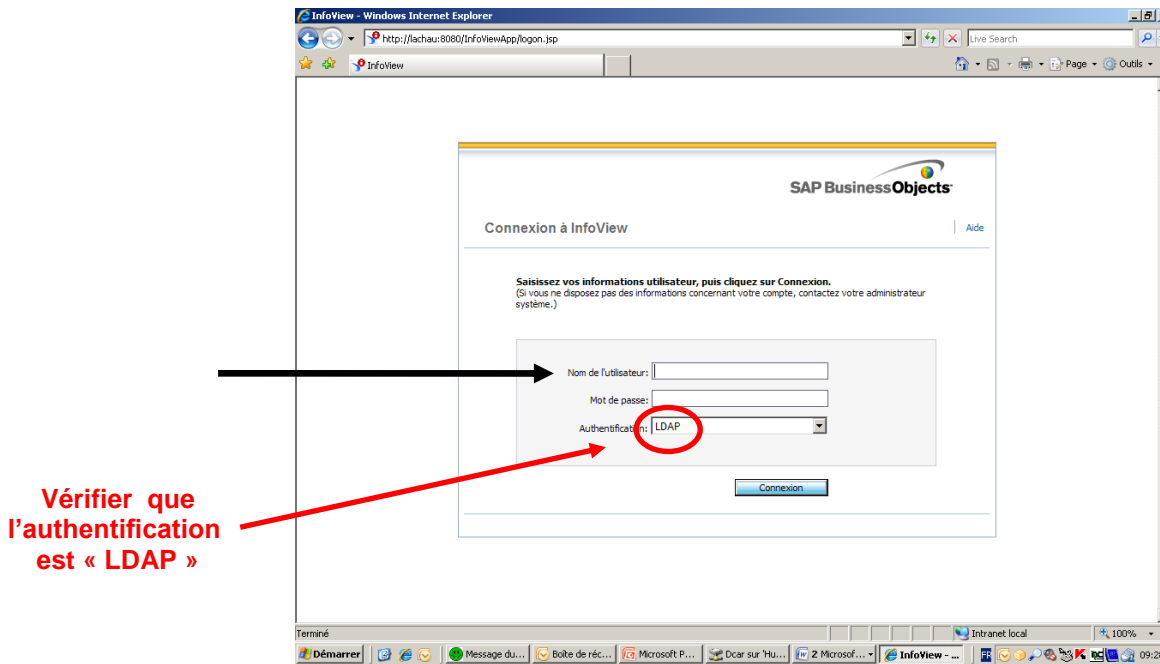 InfoView - Windows Internet Explorer
http://lachau:8080/InfoViewApp/logon.jsp
Live Search
InfoView
Page
Outils
SAP BusinessObjects
Connexion à InfoView
Aide
Saisissez vos informations utilisateur, puis cliquez sur Connexion.
(Si vous ne disposez pas des informations concernant votre compte, contactez votre administrateur
système.)
Nom de l'utilisateur:
Mot de passe:
Authentification: LDAP
Connexion
Vérifier que
l'authentification
est « LDAP »
Terminé
Intranet local
100%
Démarrer
Message du...
Boîte de réc...
Microsoft P...
Dcar sur 'Hu...
2 Microsof...
InfoView - ...
FR